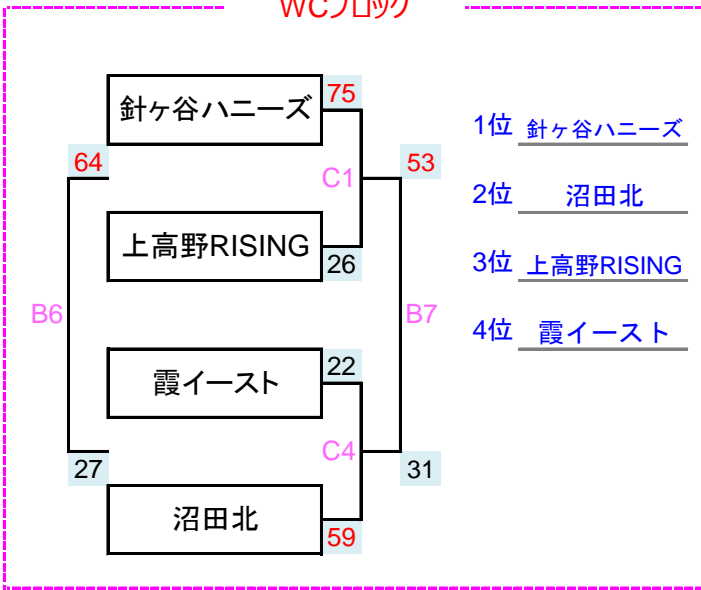 WCブロック
針ヶ谷ハニーズ
75
64
C1
53
上高野RISING
26
B6
B7
霞イースト
22
C4
27
31
沼田北
59
1位 針ヶ谷ハニーズ
2位 沼田北
3位 上高野RISING
4位 霞イースト